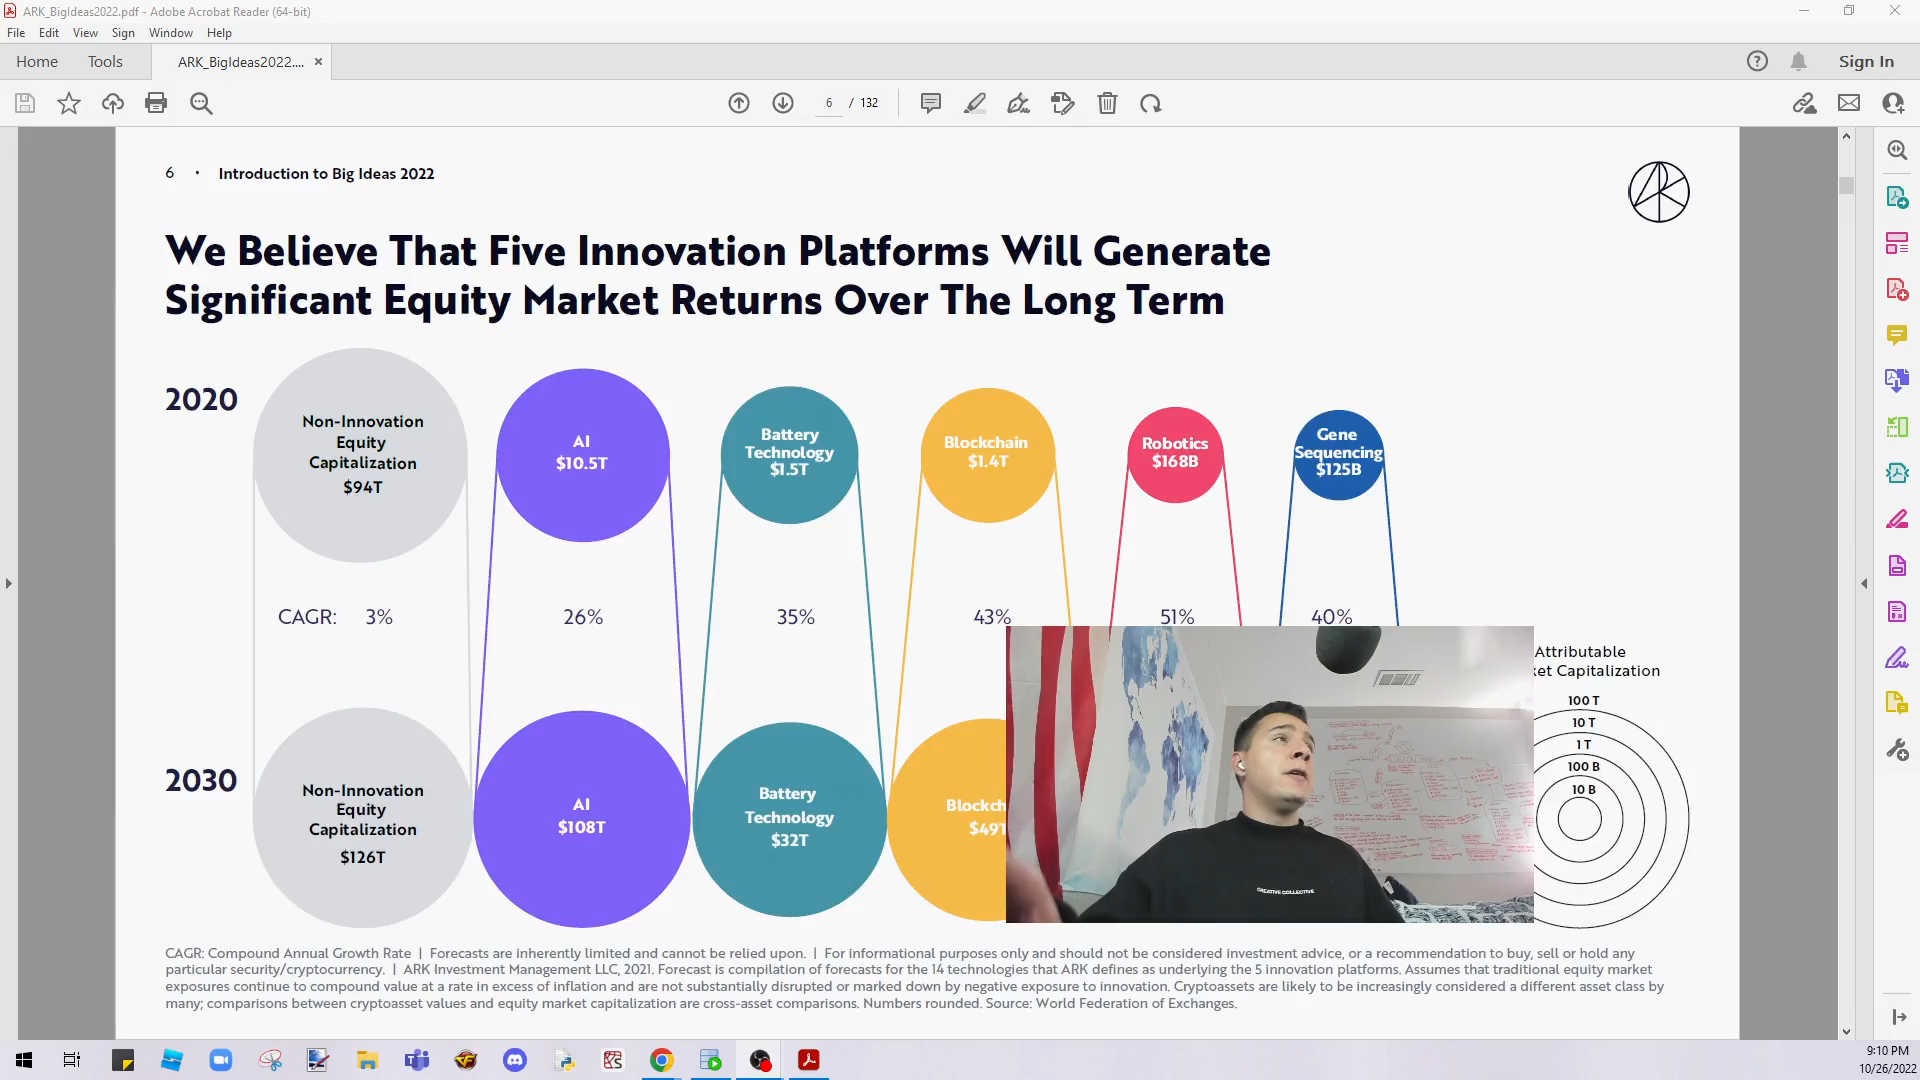 ARK_BigIdeas2022.pdf - Adobe Acrobat Reader (64-bit)
File Edit View Sign Window Help
Home Tools ARK_BigIdeas2022.... × Sign In
6 / 132
6 • Introduction to Big Ideas 2022
We Believe That Five Innovation Platforms Will Generate
Significant Equity Market Returns Over The Long Term
2020
Non-Innovation
Equity
Capitalization
$94T
AI
$10.5T
Battery
Technology
$1.5T
Blockchain
$1.4T
Robotics
$168B
Gene
Sequencing
$125B
CAGR: 3% 26% 35% 43% 51% 40%
2030
Non-Innovation
Equity
Capitalization
$126T
AI
$108T
Battery
Technology
$32T
Blockch
$49T
Attributable
ket Capitalization
100 T
10 T
1 T
100 B
10 B
CREATIVE COLLECTIVE
CAGR: Compound Annual Growth Rate | Forecasts are inherently limited and cannot be relied upon. | For informational purposes only and should not be considered investment advice, or a recommendation to buy, sell or hold any
particular security/cryptocurrency. | ARK Investment Management LLC, 2021. Forecast is compilation of forecasts for the 14 technologies that ARK defines as underlying the 5 innovation platforms. Assumes that traditional equity market
exposures continue to compound value at a rate in excess of inflation and are not substantially disrupted or marked down by negative exposure to innovation. Cryptoassets are likely to be increasingly considered a different asset class by
many; comparisons between cryptoasset values and equity market capitalization are cross-asset comparisons. Numbers rounded. Source: World Federation of Exchanges.
9:10 PM
10/26/2022